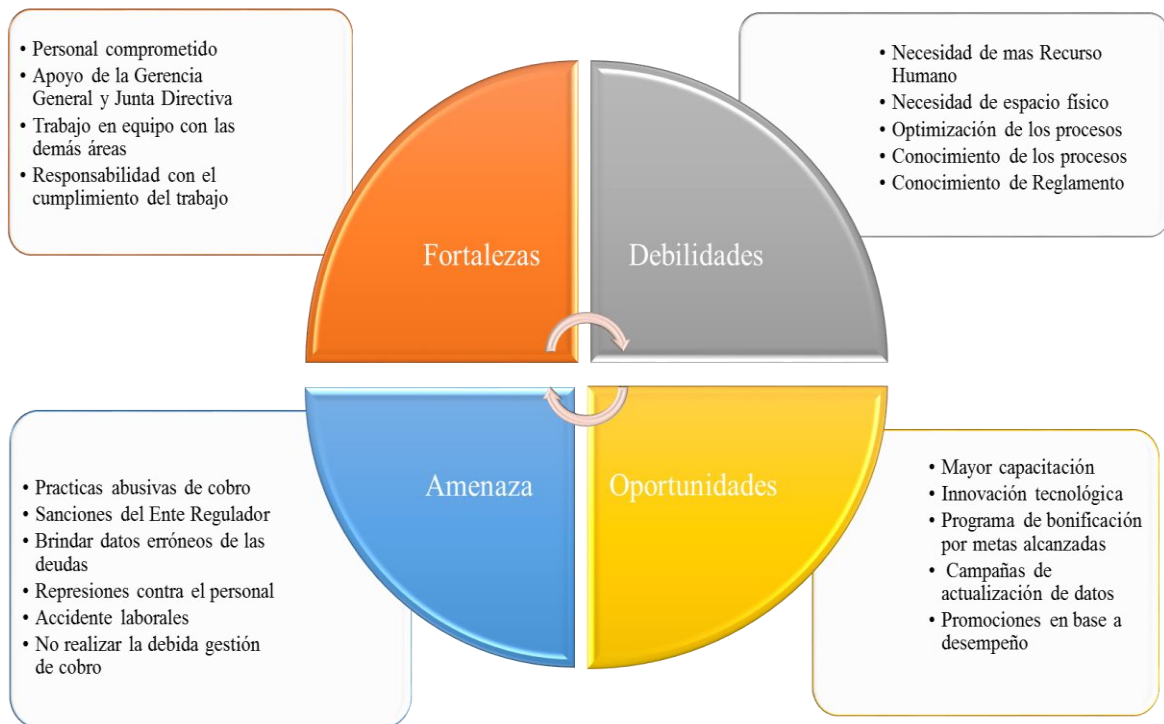 • Personal comprometido
• Apoyo de la Gerencia
General y Junta Directiva
• Trabajo en equipo con las
demás áreas
• Responsabilidad con el
cumplimiento del trabajo
• Necesidad de mas Recurso
Humano
• Necesidad de espacio físico
• Optimización de los procesos
• Conocimiento de los procesos
• Conocimiento de Reglamento
Fortalezas
Debilidades
Amenaza
Oportunidades
• Practicas abusivas de cobro
• Sanciones del Ente Regulador
• Brindar datos erróneos de las
deudas
• Represiones contra el personal
• Accidente laborales
• No realizar la debida gestión
de cobro
• Mayor capacitación
• Innovación tecnológica
• Programa de bonificación
por metas alcanzadas
• Campañas de
actualización de datos
• Promociones en base a
desempeño